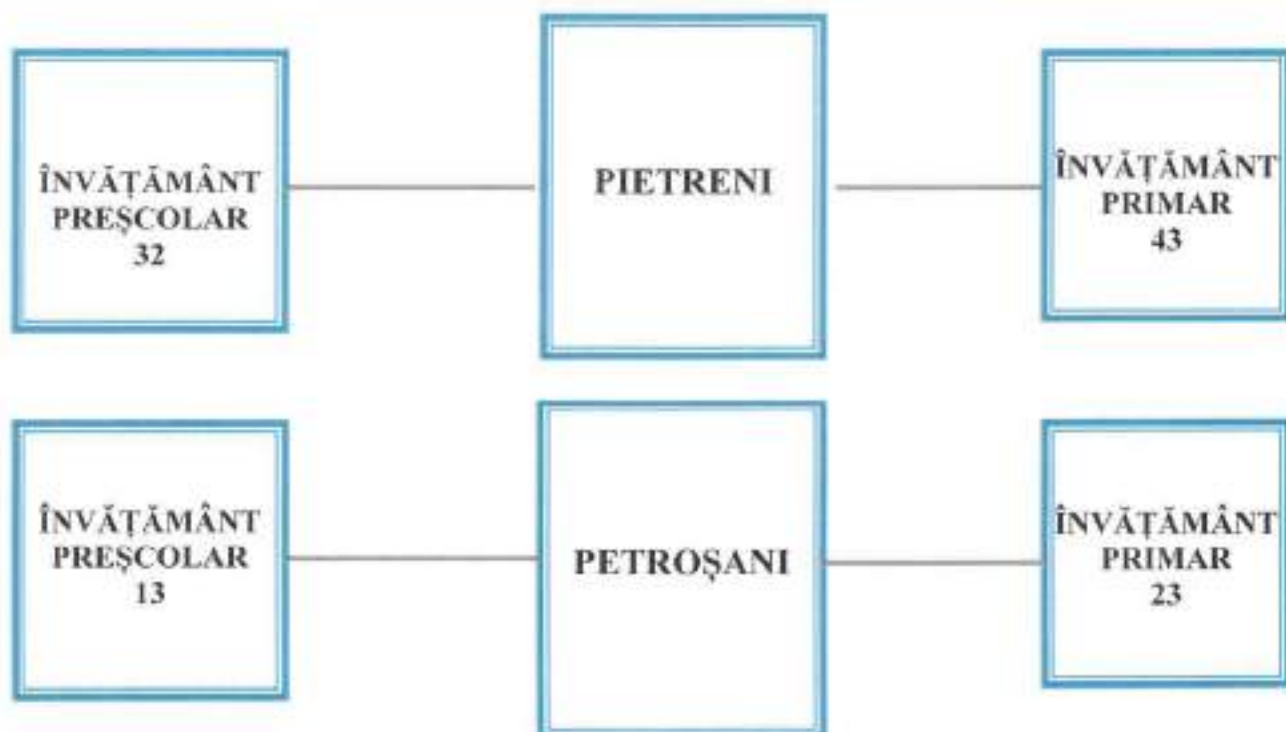 ÎNVĂȚĂMÂNT
PREȘCOLAR
32
PIETRENI
ÎNVĂȚĂMÂNT
PRIMAR
43
ÎNVĂȚĂMÂNT
PREȘCOLAR
13
PETROȘANI
ÎNVĂȚĂMÂNT
PRIMAR
23